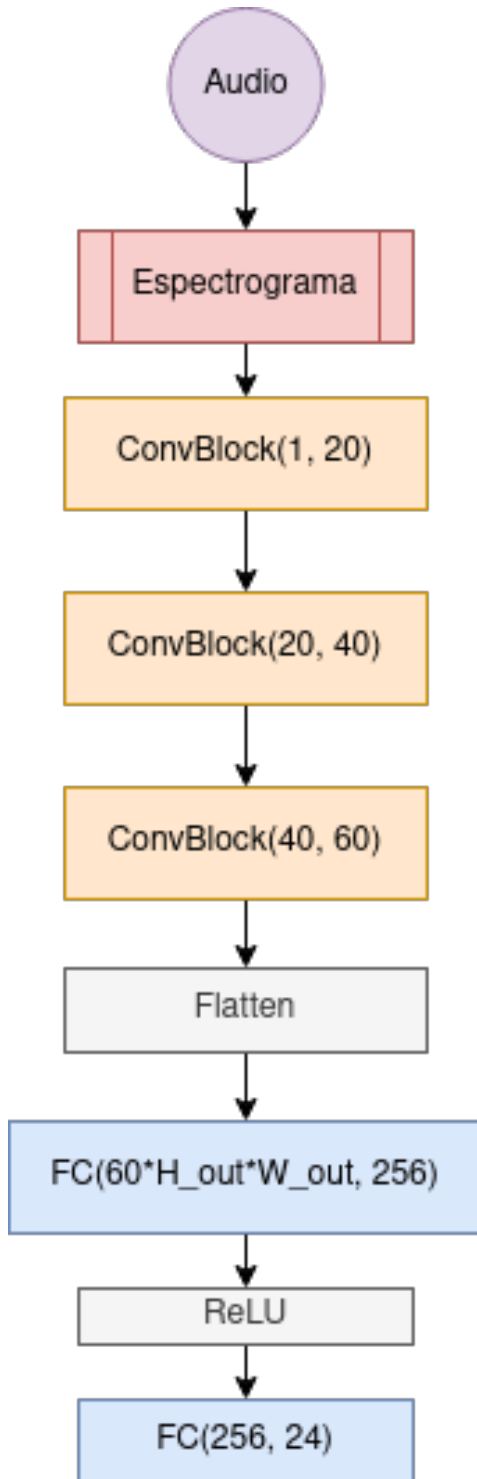 Audio
Espectrograma
ConvBlock(1, 20)
ConvBlock(20, 40)
ConvBlock(40, 60)
Flatten
FC(60*H_out*W_out, 256)
ReLU
FC(256, 24)